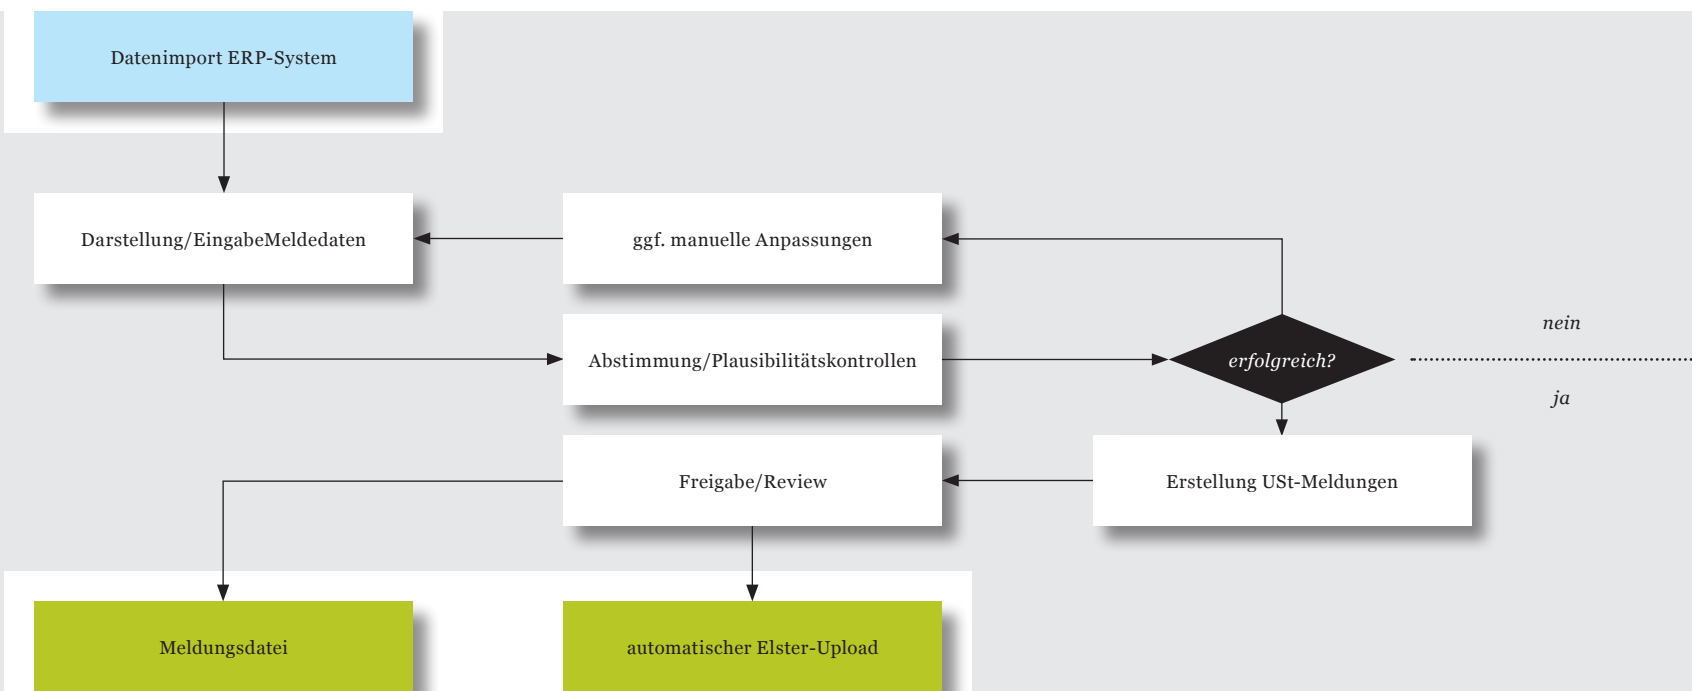 Datenimport ERP-System
Darstellung/EingabeMeldedaten
ggf. manuelle Anpassungen
nein
Abstimmung/Plausibilitätskontrollen
erfolgreich?
ja
Freigabe/Review
Erstellung USt-Meldungen
Meldungsdatei
automatischer Elster-Upload